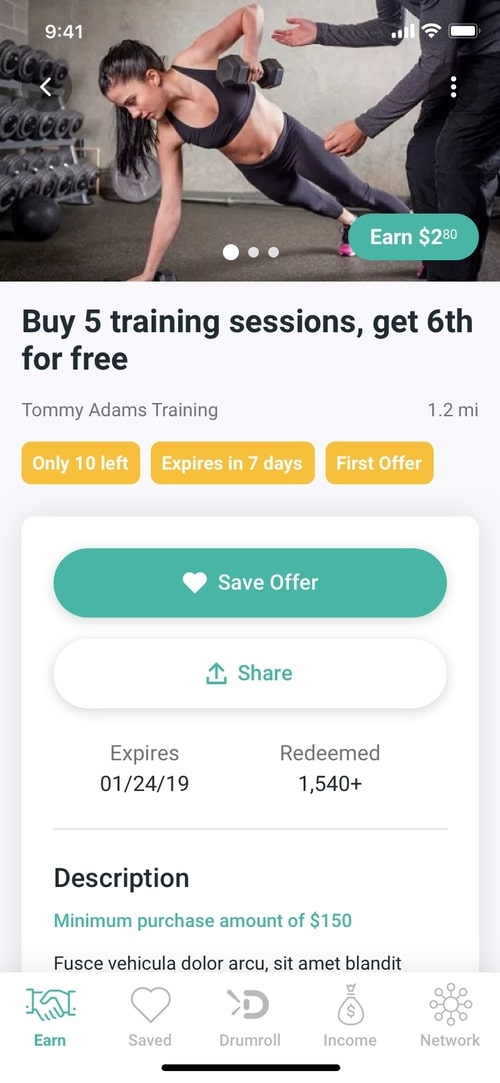 9:41
Earn $2⁸⁰
Buy 5 training sessions, get 6th
for free
Tommy Adams Training 1.2 mi
Only 10 left Expires in 7 days First Offer
Save Offer
Share
Expires Redeemed
01/24/19 1,540+
Description
Minimum purchase amount of $150
Fusce vehicula dolor arcu, sit amet blandit
$
Earn Saved Drumroll Income Network